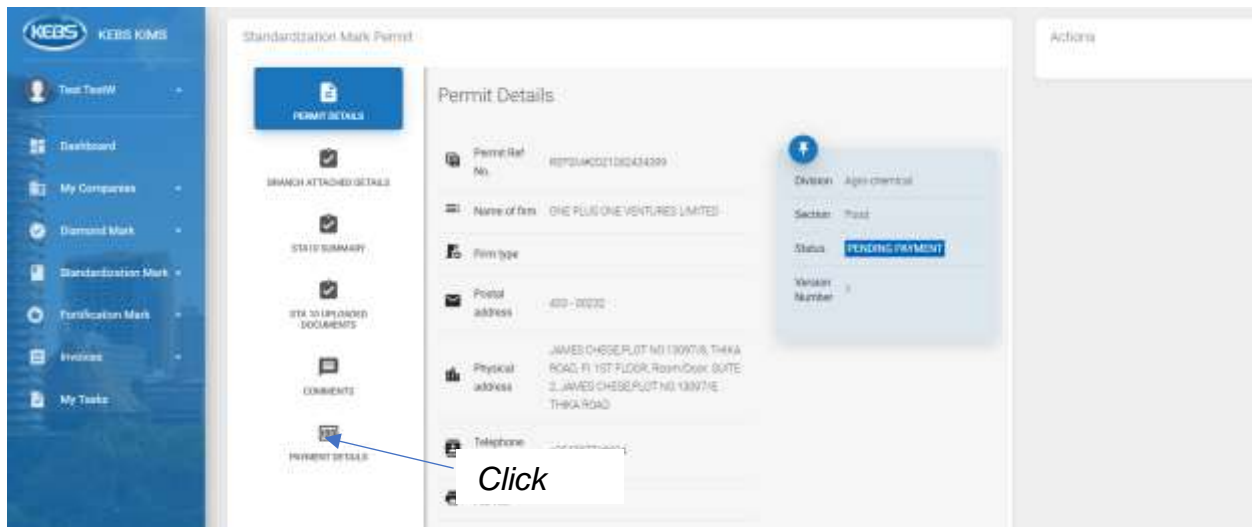 KEBS KEBS KIMS
Test TestW
Dashboard
My Companies
Diamond Mark
Standardization Mark
Fortification Mark
Invoices
My Tasks
Standardization Mark Permit
PERMIT DETAILS
BRANCH ATTACHED DETAILS
STA10 SUMMARY
STA 10 UPLOADED
DOCUMENTS
COMMENTS
PAYMENT DETAILS
Permit Details
Permit Ref
No.
Name of firm ONE PLUS ONE VENTURES LIMITED
Firm type
Postal
address
Physical
address
JAMES CHEGE,PLOT NO 13097/8, THIKA
ROAD, Fl 1ST FLOOR, Room/Door, SUITE
2, JAMES CHEGE,PLOT NO 13097/8,
THIKA ROAD
Telephone
Click
Division Agro-chemical
Section Food
Status PENDING PAYMENT
Version
Number
Actions